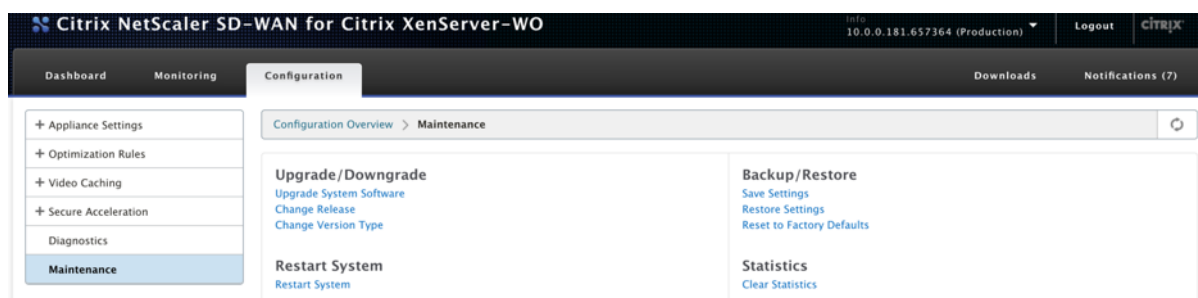 Citrix NetScaler SD-WAN for Citrix XenServer-WO
Info
10.0.0.181.657364 (Production)
Logout
CITRIX
Dashboard
Monitoring
Configuration
Downloads
Notifications (7)
+ Appliance Settings
+ Optimization Rules
+ Video Caching
+ Secure Acceleration
Diagnostics
Maintenance
Configuration Overview > Maintenance
Upgrade/Downgrade
Upgrade System Software
Change Release
Change Version Type
Backup/Restore
Save Settings
Restore Settings
Reset to Factory Defaults
Restart System
Restart System
Statistics
Clear Statistics